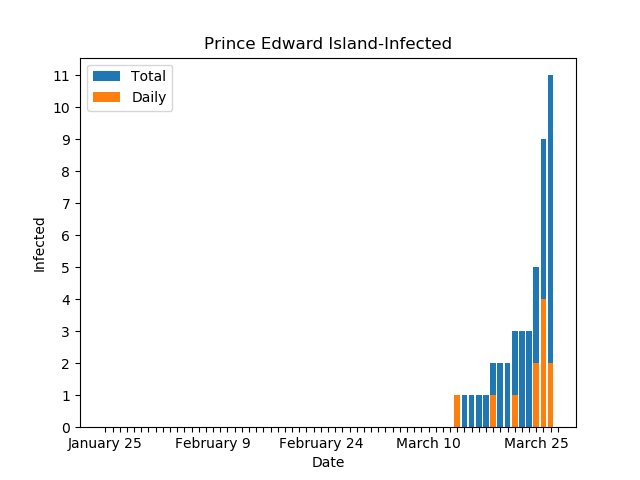 Prince Edward Island-Infected
Total
Daily
11
10
9
8
7
6
5
4
3
2
1
0
Infected
January 25
February 9
February 24
March 10
March 25
Date